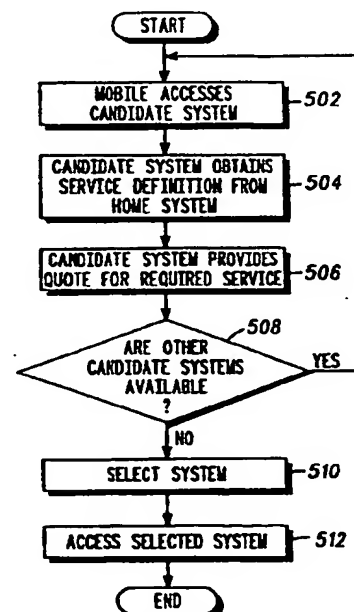 START
MOBILE ACCESSES
CANDIDATE SYSTEM
502
CANDIDATE SYSTEM OBTAINS
SERVICE DEFINITION FROM
HOME SYSTEM
504
CANDIDATE SYSTEM PROVIDES
QUOTE FOR REQUIRED SERVICE
506
508
ARE OTHER
CANDIDATE SYSTEMS
AVAILABLE
?
YES
NO
SELECT SYSTEM
510
ACCESS SELECTED SYSTEM
512
END